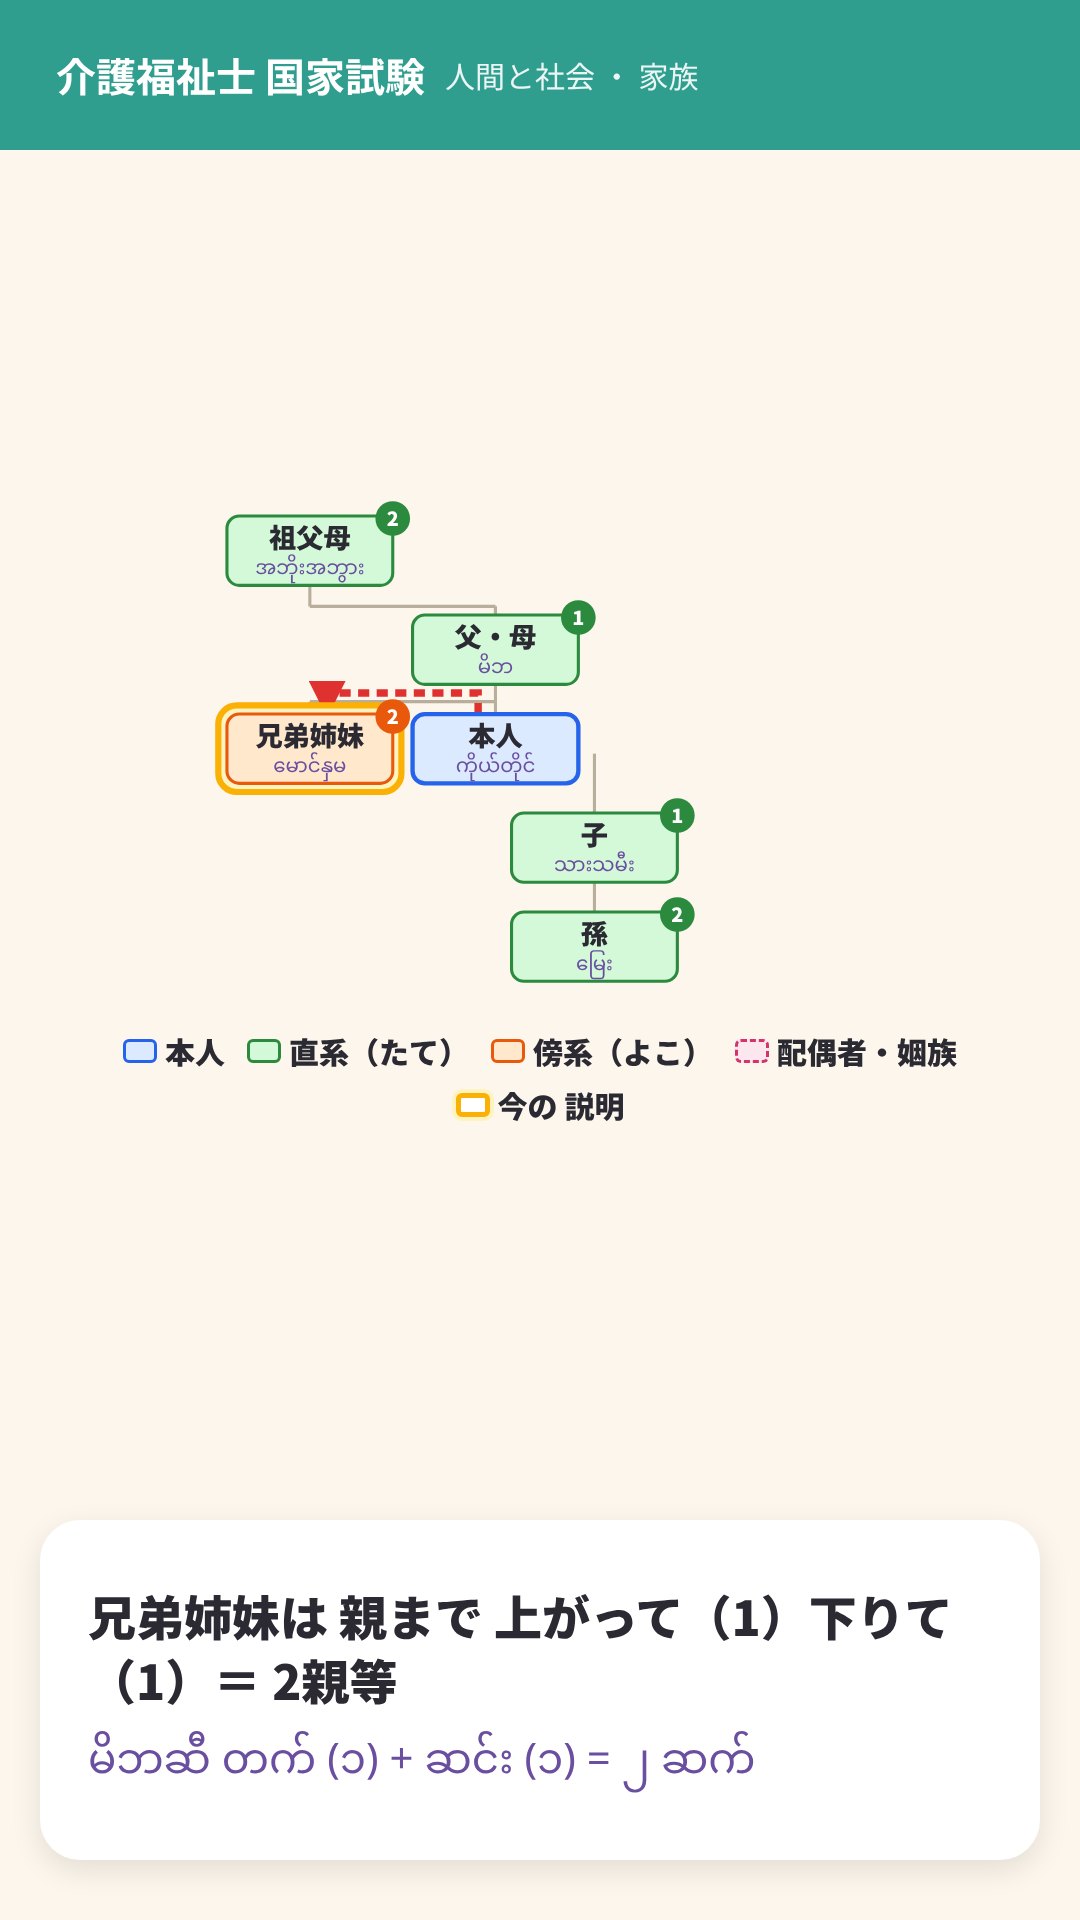 介護福祉士 国家試験 人間と社会 ・ 家族
2
祖父母
အဘိုးအဘွား
1
父・母
မိဘ
2
兄弟姉妹
မောင်နှမ
本人
ကိုယ်တိုင်
1
子
သားသမီး
2
孫
မြေး
本人 直系（たて） 傍系（よこ） 配偶者・姻族
今の 説明
兄弟姉妹は 親まで 上がって（1）下りて
（1）＝ 2親等
မိဘဆီ တက် (၁) + ဆင်း (၁) = ၂ ဆက်